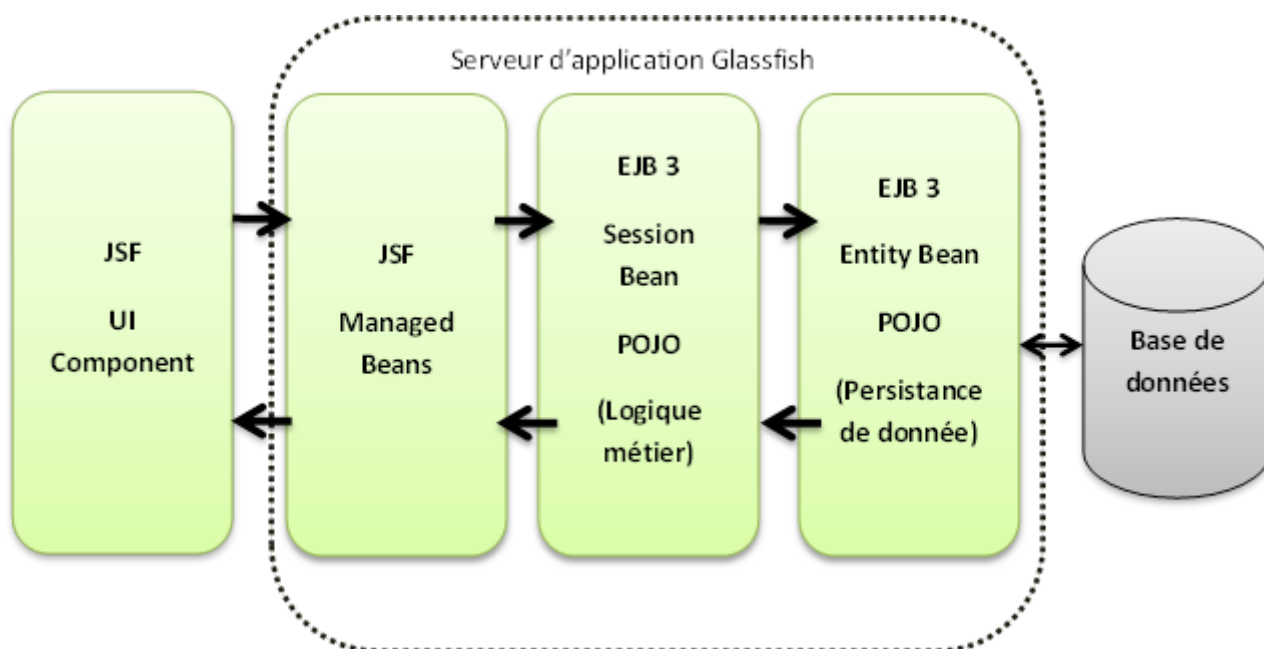 Serveur d'application Glassfish
JSF
UI
Component
JSF
Managed
Beans
EJB 3
Session
Bean
POJO
(Logique
métier)
EJB 3
Entity Bean
POJO
(Persistance
de donnée)
Base de
données